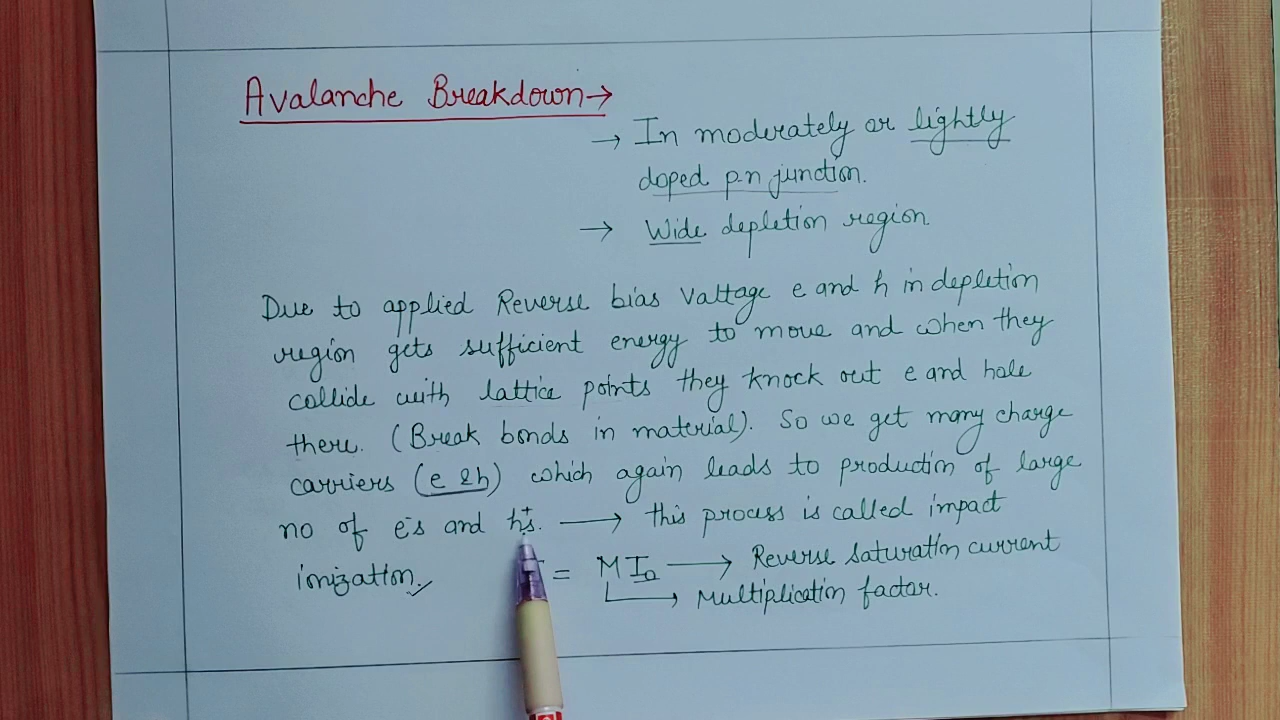 Avalanche Breakdown →
→ In moderately or lightly
doped p-n junction.
→ Wide depletion region
Due to applied Reverse bias Valtage e and h in depletion
region gets sufficient energy to move and when they
collide with lattice points they knock out e and hole
there. (Break bonds in material). So we get many charge
carriers (e & h) which again leads to production of large
no of e⁻s and h⁺s. → this process is called impact
ionization.
= M I₀ → Reverse Saturation current
→ Multiplication factor.